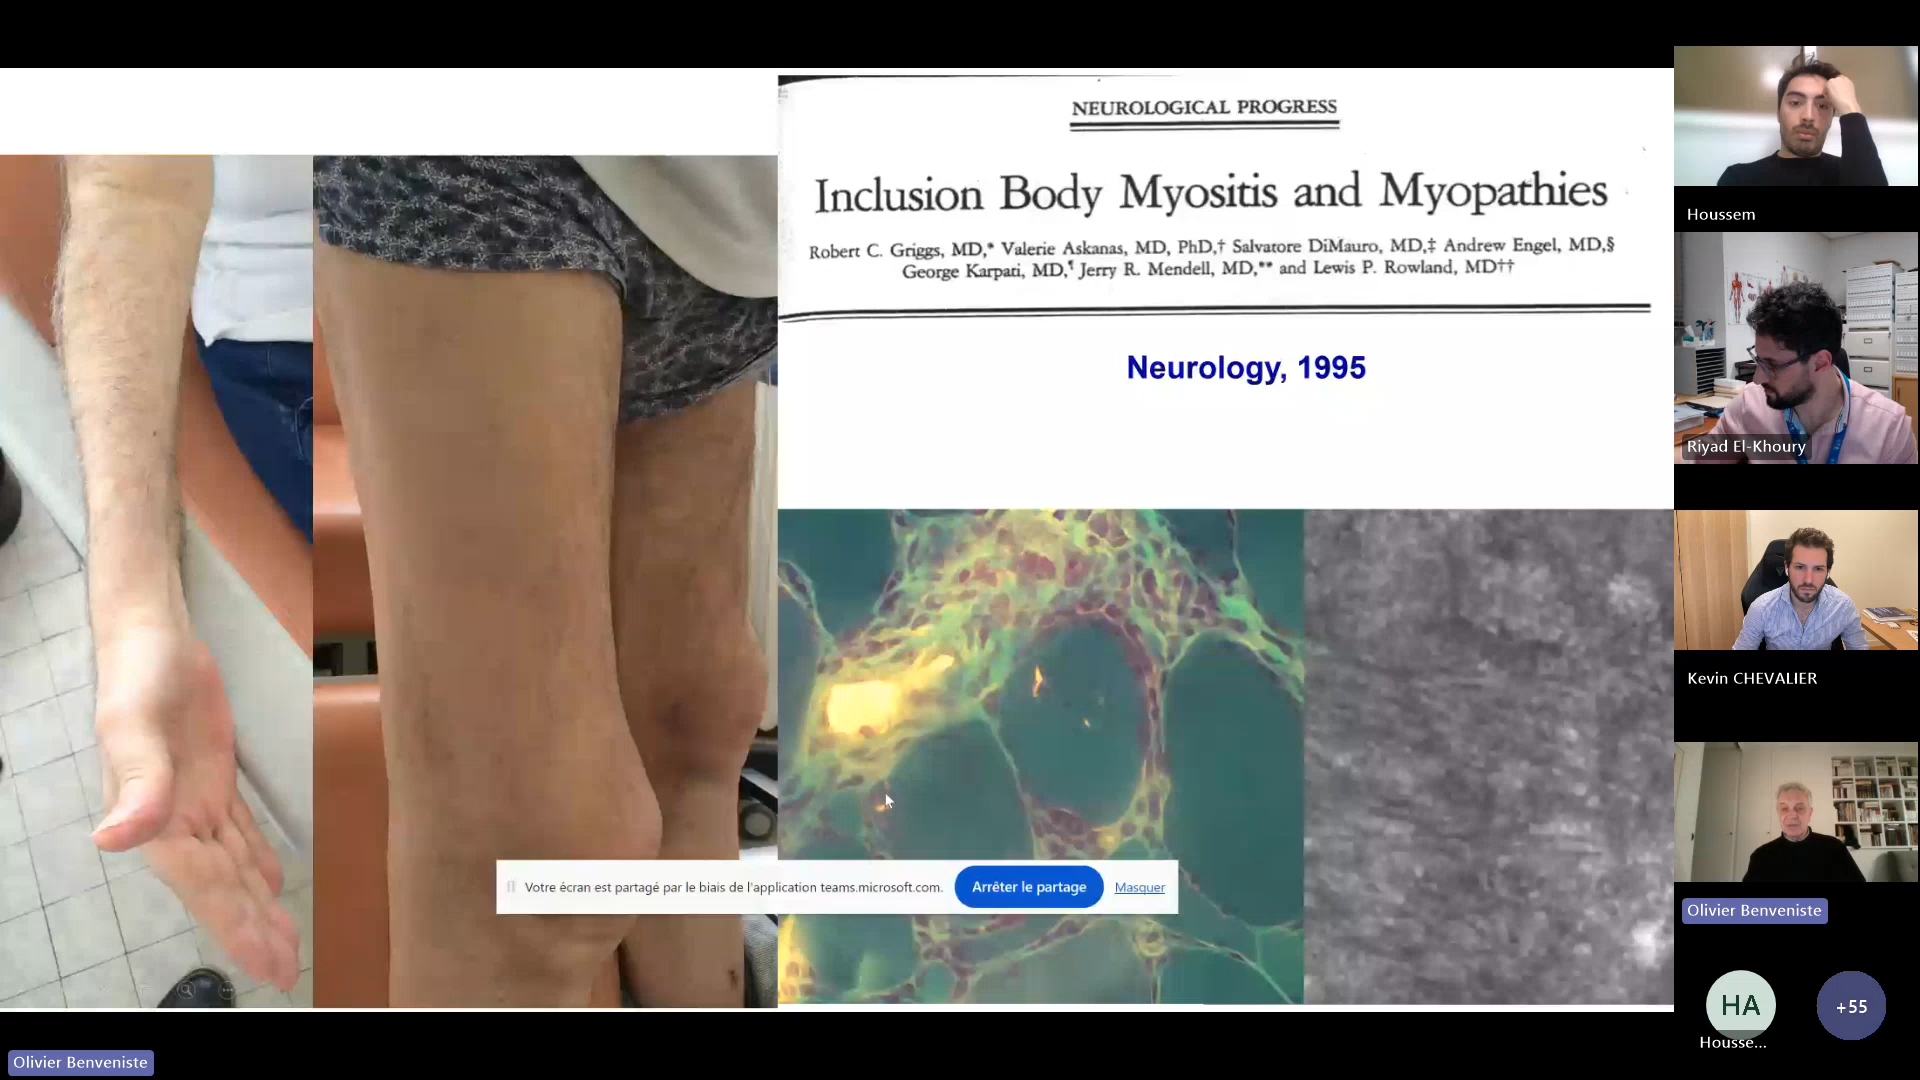 NEUROLOGICAL PROGRESS
Inclusion Body Myositis and Myopathies
Robert C. Griggs, MD,* Valerie Askanas, MD, PhD,† Salvatore DiMauro, MD,‡ Andrew Engel, MD,§
George Karpati, MD,¶ Jerry R. Mendell, MD,** and Lewis P. Rowland, MD††
Neurology, 1995
Votre écran est partagé par le biais de l'application teams.microsoft.com.
Arrêter le partage
Masquer
Houssem
Riyad El-Khoury
Kevin CHEVALIER
Olivier Benveniste
HA
+55
Housse...
Olivier Benveniste